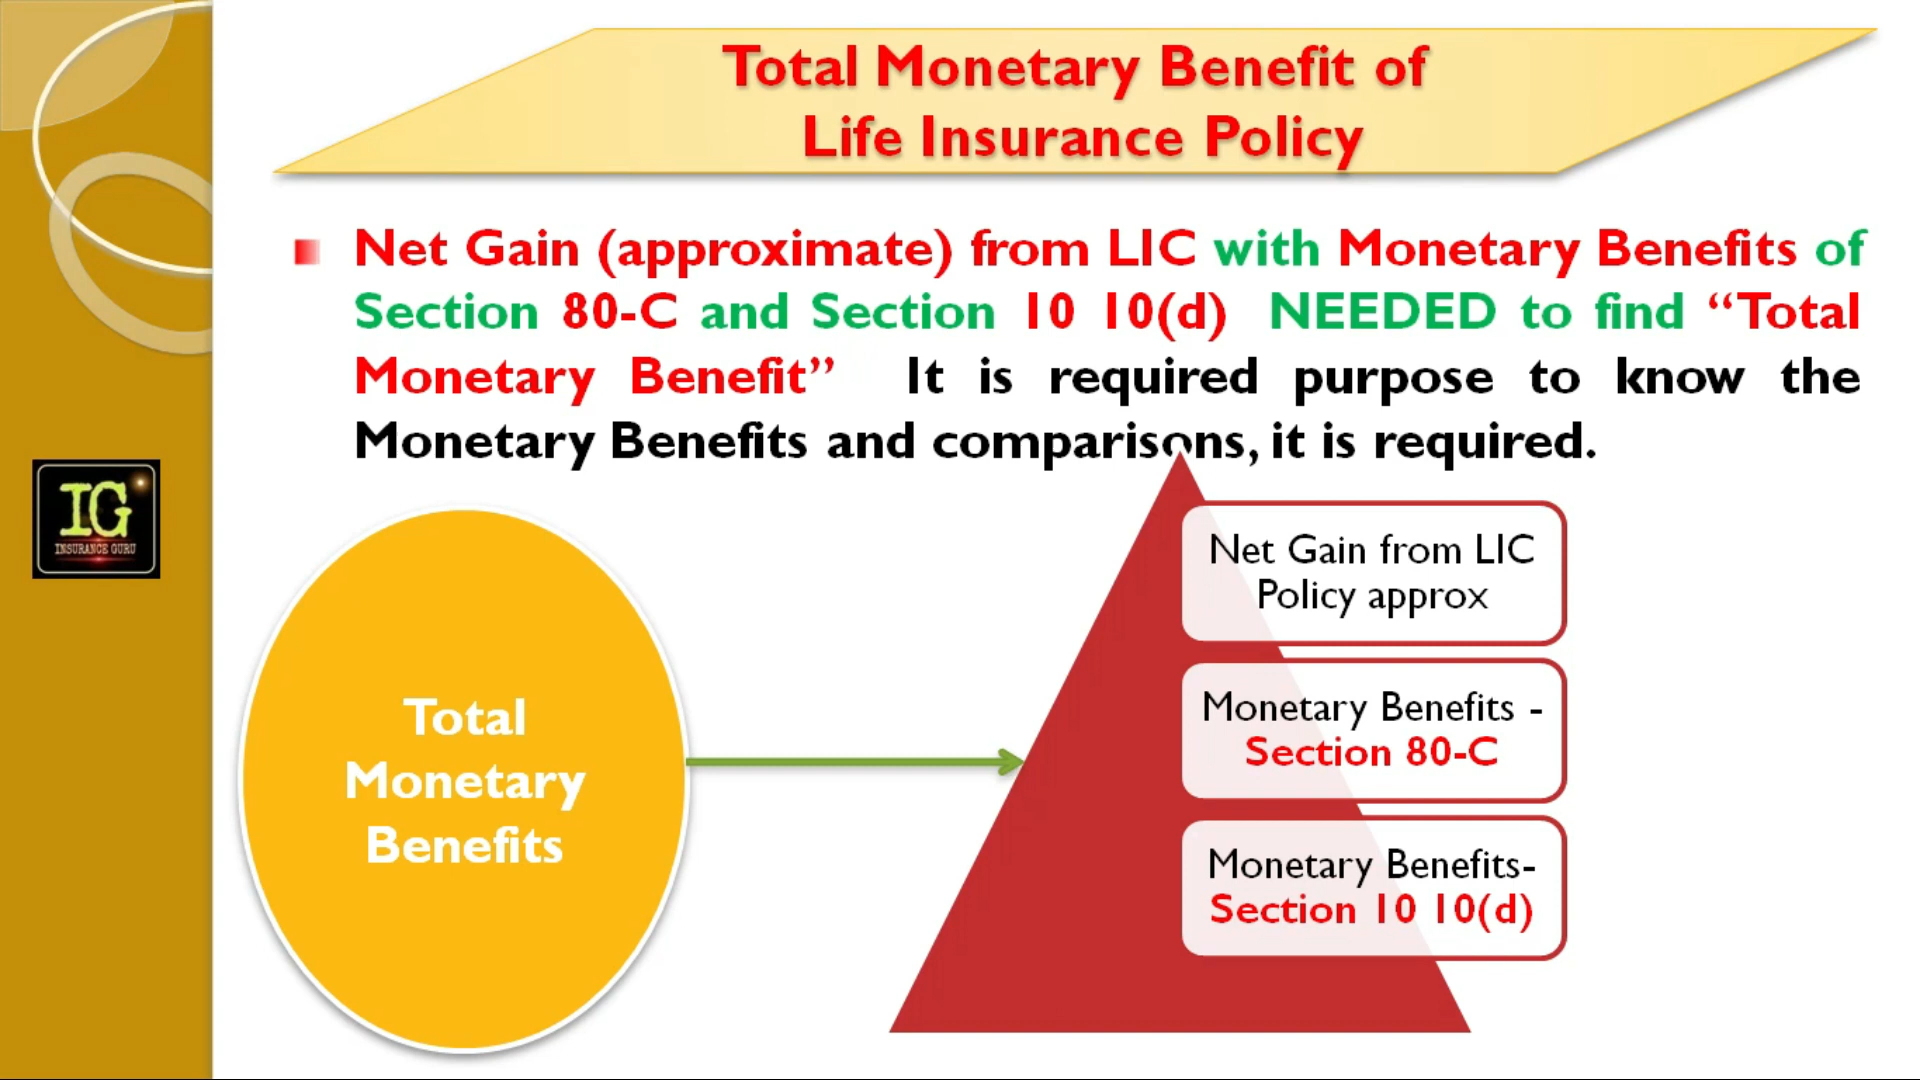 Total Monetary Benefit of
Life Insurance Policy
Net Gain (approximate) from LIC with Monetary Benefits of
Section 80-C and Section 10 10(d) NEEDED to find “Total
Monetary Benefit” It is required purpose to know the
Monetary Benefits and comparisons, it is required.
IG
INSURANCE GURU
Total
Monetary
Benefits
Net Gain from LIC
Policy approx
Monetary Benefits -
Section 80-C
Monetary Benefits-
Section 10 10(d)